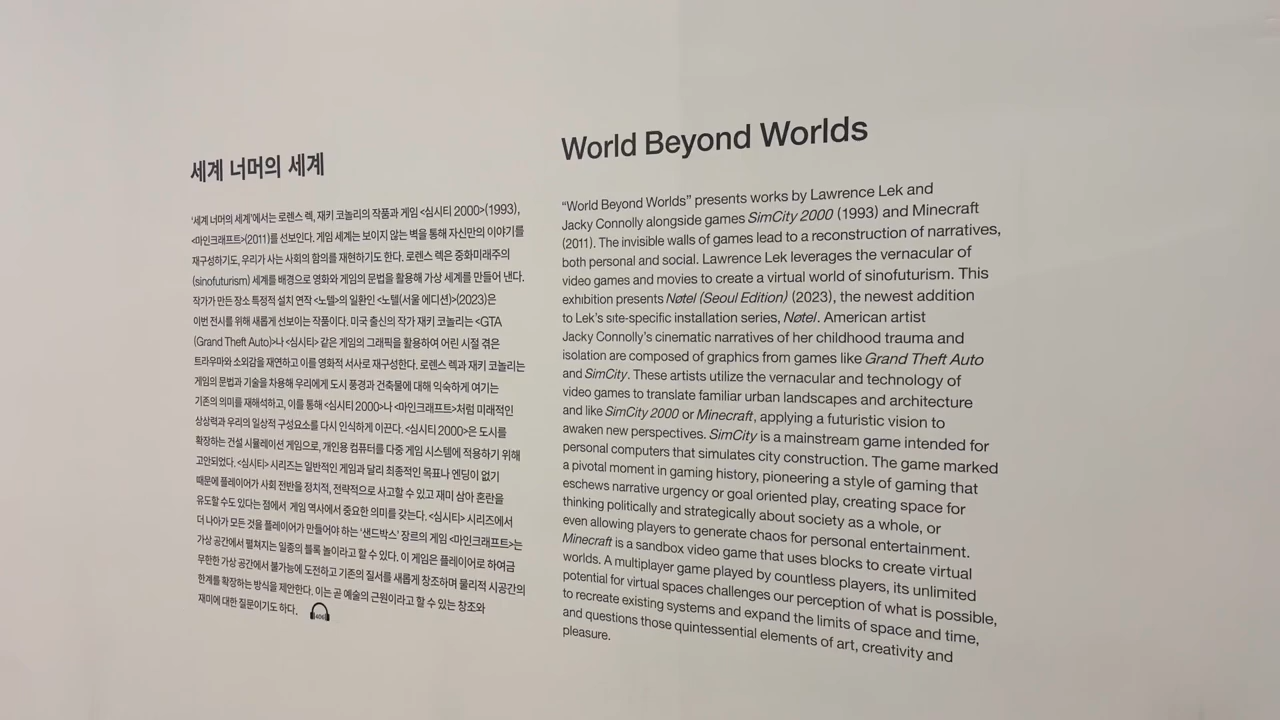 세계 너머의 세계
'세계 너머의 세계'에서는 로렌스 렉, 재키 코놀리의 작품과 게임 <심시티 2000>(1993),
<마인크래프트>(2011)를 선보인다. 게임 세계는 보이지 않는 벽을 통해 자신만의 이야기를
재구성하기도, 우리가 사는 사회의 함의를 재현하기도 한다. 로렌스 렉은 중화미래주의
(sinofuturism) 세계를 배경으로 영화와 게임의 문법을 활용해 가상 세계를 만들어 낸다.
작가가 만든 장소 특정적 설치 연작 <노텔>의 일환인 <노텔(서울 에디션)>(2023)은
이번 전시를 위해 새롭게 선보이는 작품이다. 미국 출신의 작가 재키 코놀리는 <GTA
(Grand Theft Auto)>나 <심시티> 같은 게임의 그래픽을 활용하여 어린 시절 겪은
트라우마와 소외감을 재연하고 이를 영화적 서사로 재구성한다. 로렌스 렉과 재키 코놀리는
게임의 문법과 기술을 차용해 우리에게 도시 풍경과 건축물에 대해 익숙하게 여기는
기존의 의미를 재해석하고, 이를 통해 <심시티 2000>나 <마인크래프트>처럼 미래적인
상상력과 우리의 일상적 구성요소를 다시 인식하게 이끈다. <심시티 2000>은 도시를
확장하는 건설 시뮬레이션 게임으로, 개인용 컴퓨터를 다중 게임 시스템에 적용하기 위해
고안되었다. <심시티> 시리즈는 일반적인 게임과 달리 최종적인 목표나 엔딩이 없기
때문에 플레이어가 사회 전반을 정치적, 전략적으로 사고할 수 있고 재미 삼아 혼란을
유도할 수도 있다는 점에서 게임 역사에서 중요한 의미를 갖는다. <심시티> 시리즈에서
더 나아가 모든 것을 플레이어가 만들어야 하는 '샌드박스' 장르의 게임 <마인크래프트>는
가상 공간에서 펼쳐지는 일종의 블록 놀이라고 할 수 있다. 이 게임은 플레이어로 하여금
무한한 가상 공간에서 불가능에 도전하고 기존의 질서를 새롭게 창조하며 물리적 시공간의
한계를 확장하는 방식을 제안한다. 이는 곧 예술의 근원이라고 할 수 있는 창조와
재미에 대한 질문이기도 하다.
World Beyond Worlds
“World Beyond Worlds” presents works by Lawrence Lek and
Jacky Connolly alongside games SimCity 2000 (1993) and Minecraft
(2011). The invisible walls of games lead to a reconstruction of narratives,
both personal and social. Lawrence Lek leverages the vernacular of
video games and movies to create a virtual world of sinofuturism. This
exhibition presents Nøtel (Seoul Edition) (2023), the newest addition
to Lek's site-specific installation series, Nøtel. American artist
Jacky Connolly's cinematic narratives of her childhood trauma and
isolation are composed of graphics from games like Grand Theft Auto
and SimCity. These artists utilize the vernacular and technology of
video games to translate familiar urban landscapes and architecture
and like SimCity 2000 or Minecraft, applying a futuristic vision to
awaken new perspectives. SimCity is a mainstream game intended for
personal computers that simulates city construction. The game marked
a pivotal moment in gaming history, pioneering a style of gaming that
eschews narrative urgency or goal oriented play, creating space for
thinking politically and strategically about society as a whole, or
even allowing players to generate chaos for personal entertainment.
Minecraft is a sandbox video game that uses blocks to create virtual
worlds. A multiplayer game played by countless players, its unlimited
potential for virtual spaces challenges our perception of what is possible,
to recreate existing systems and expand the limits of space and time,
and questions those quintessential elements of art, creativity and
pleasure.